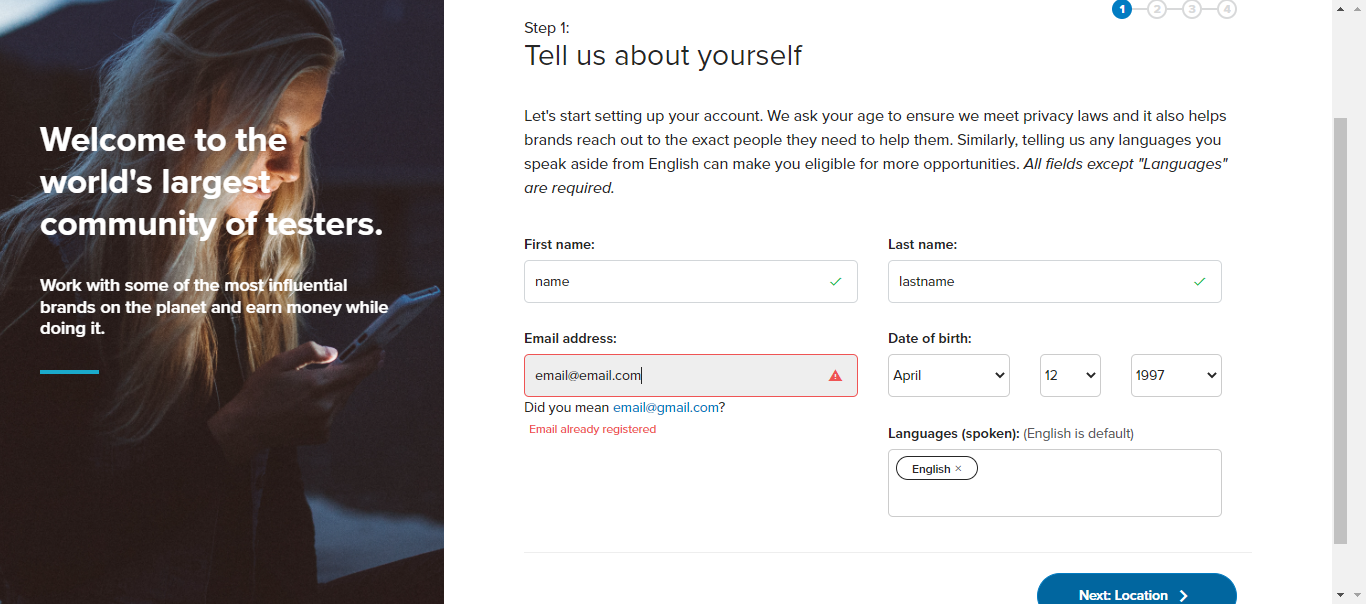 Welcome to the
world's largest
community of testers.
Work with some of the most influential
brands on the planet and earn money while
doing it.
1 2 3 4
Step 1:
Tell us about yourself
Let's start setting up your account. We ask your age to ensure we meet privacy laws and it also helps
brands reach out to the exact people they need to help them. Similarly, telling us any languages you
speak aside from English can make you eligible for more opportunities. All fields except "Languages"
are required.
First name:
name
Last name:
lastname
Email address:
email@email.com
Did you mean email@gmail.com?
Email already registered
Date of birth:
April 12 1997
Languages (spoken): (English is default)
English ×
Next: Location